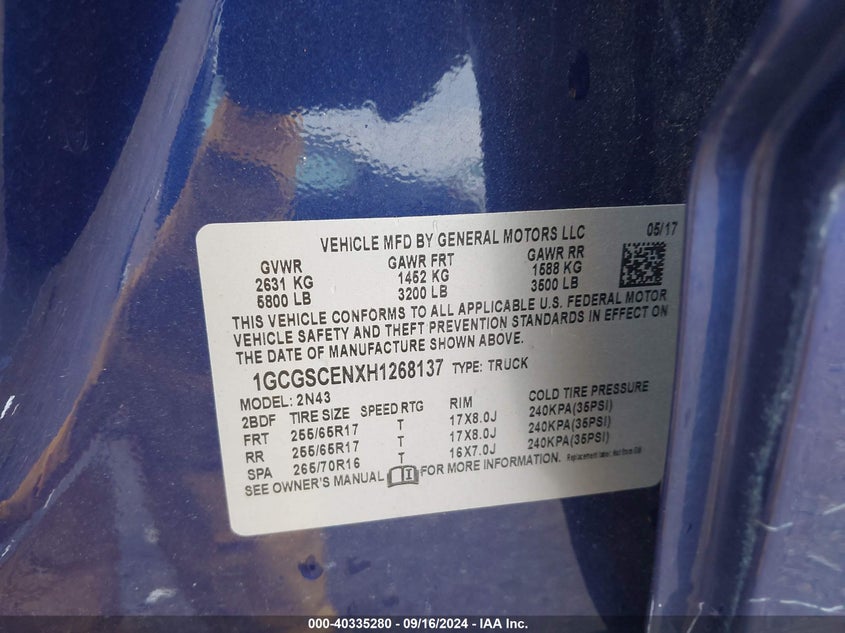 VEHICLE MFD BY GENERAL MOTORS LLC 05/17
GVWR GAWR FRT GAWR RR
2631 KG 1452 KG 1588 KG
5800 LB 3200 LB 3500 LB
THIS VEHICLE CONFORMS TO ALL APPLICABLE U.S. FEDERAL MOTOR
VEHICLE SAFETY AND THEFT PREVENTION STANDARDS IN EFFECT ON
THE DATE OF MANUFACTURE SHOWN ABOVE.
1GCGSCENXH1268137 TYPE: TRUCK
MODEL: 2N43
2BDF TIRE SIZE SPEED RTG RIM COLD TIRE PRESSURE
FRT 255/65R17 T 17X8.0J 240KPA(35PSI)
RR 255/65R17 T 17X8.0J 240KPA(35PSI)
SPA 265/70R16 T 16X7.0J 240KPA(35PSI)
SEE OWNER'S MANUAL FOR MORE INFORMATION. Replacement label. Not from GM
000-40335280 - 09/16/2024 - IAA Inc.